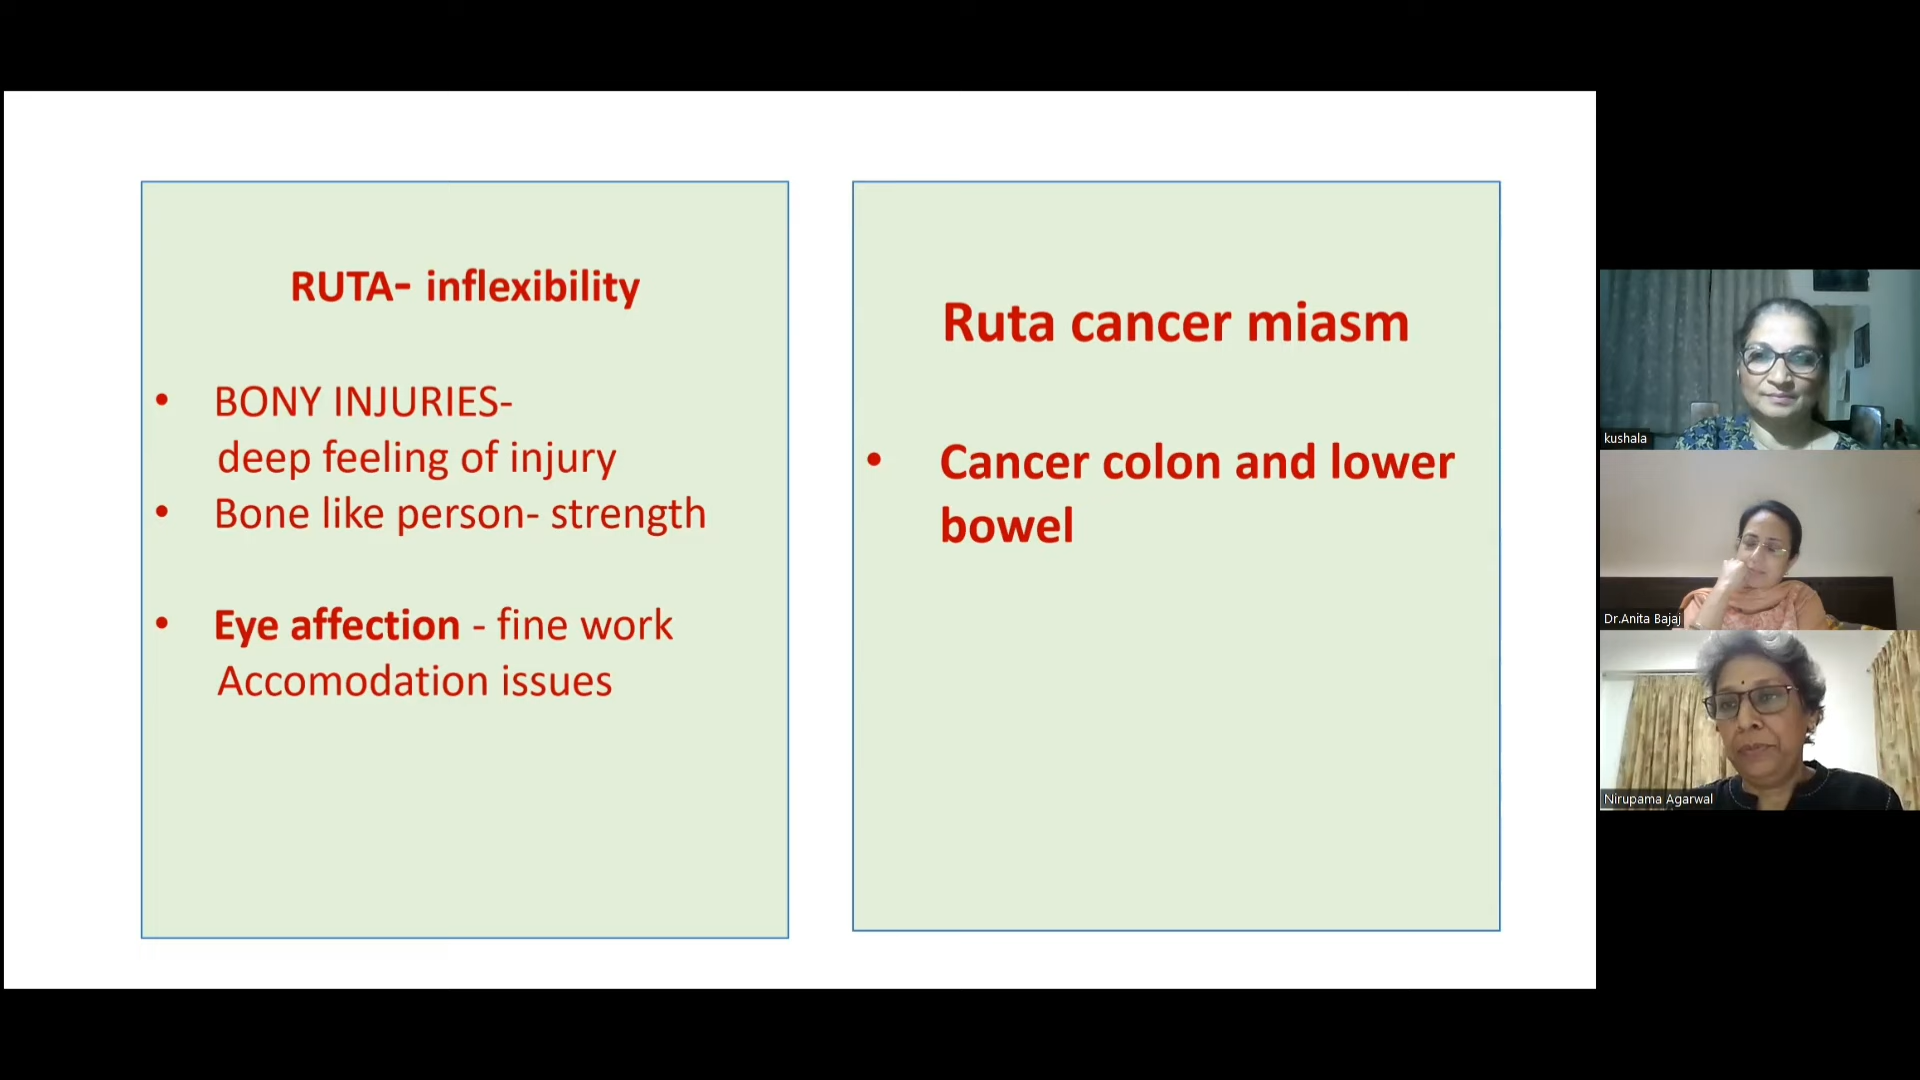 RUTA- inflexibility
• BONY INJURIES-
deep feeling of injury
• Bone like person- strength
• Eye affection - fine work
Accomodation issues
Ruta cancer miasm
• Cancer colon and lower
bowel
kushala
Dr.Anita Bajaj
Nirupama Agarwal